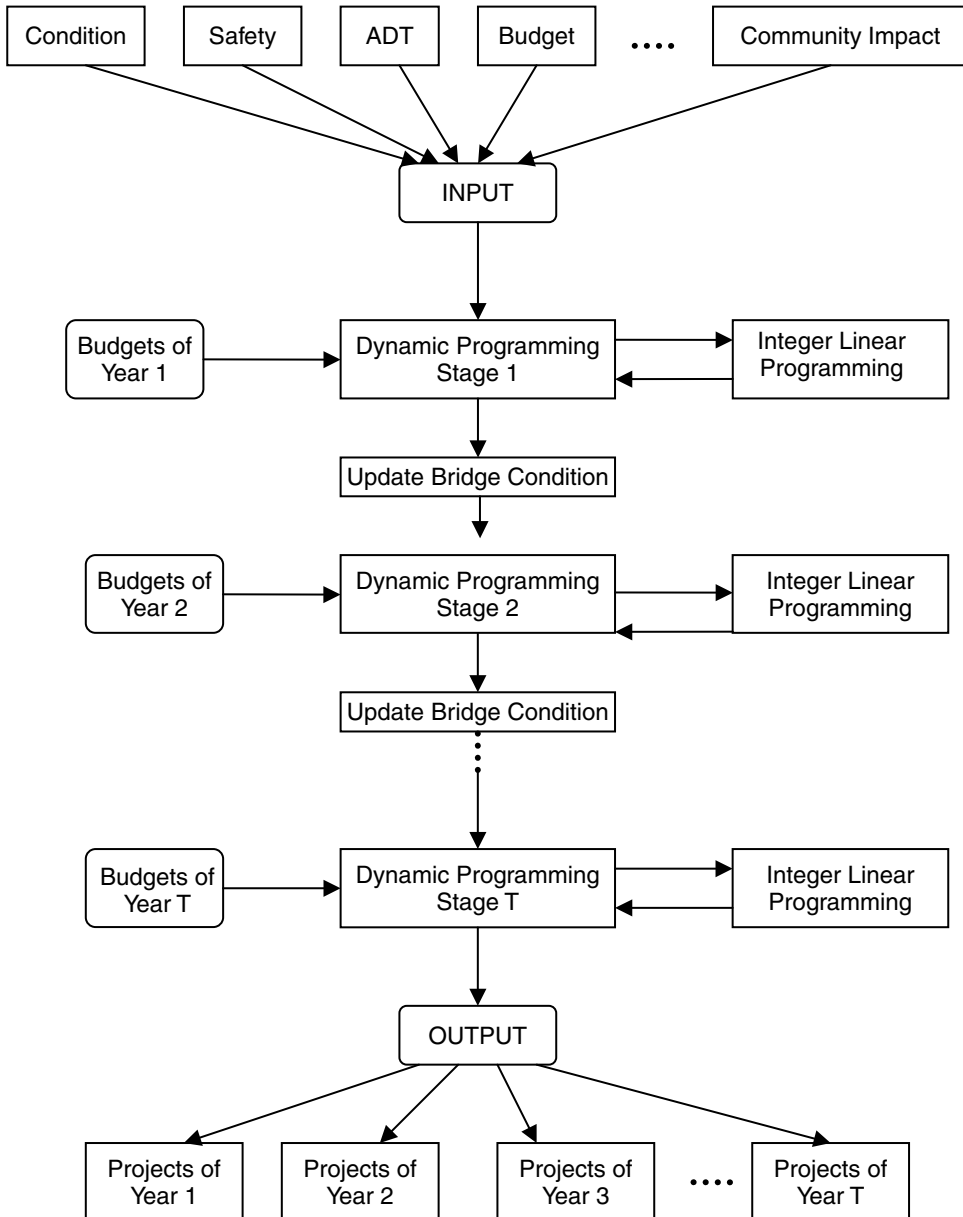 Condition
Safety
ADT
Budget
....
Community Impact
INPUT
Budgets of
Year 1
Dynamic Programming
Stage 1
Integer Linear
Programming
Update Bridge Condition
Budgets of
Year 2
Dynamic Programming
Stage 2
Integer Linear
Programming
Update Bridge Condition
Budgets of
Year T
Dynamic Programming
Stage T
Integer Linear
Programming
OUTPUT
Projects of
Year 1
Projects of
Year 2
Projects of
Year 3
....
Projects of
Year T